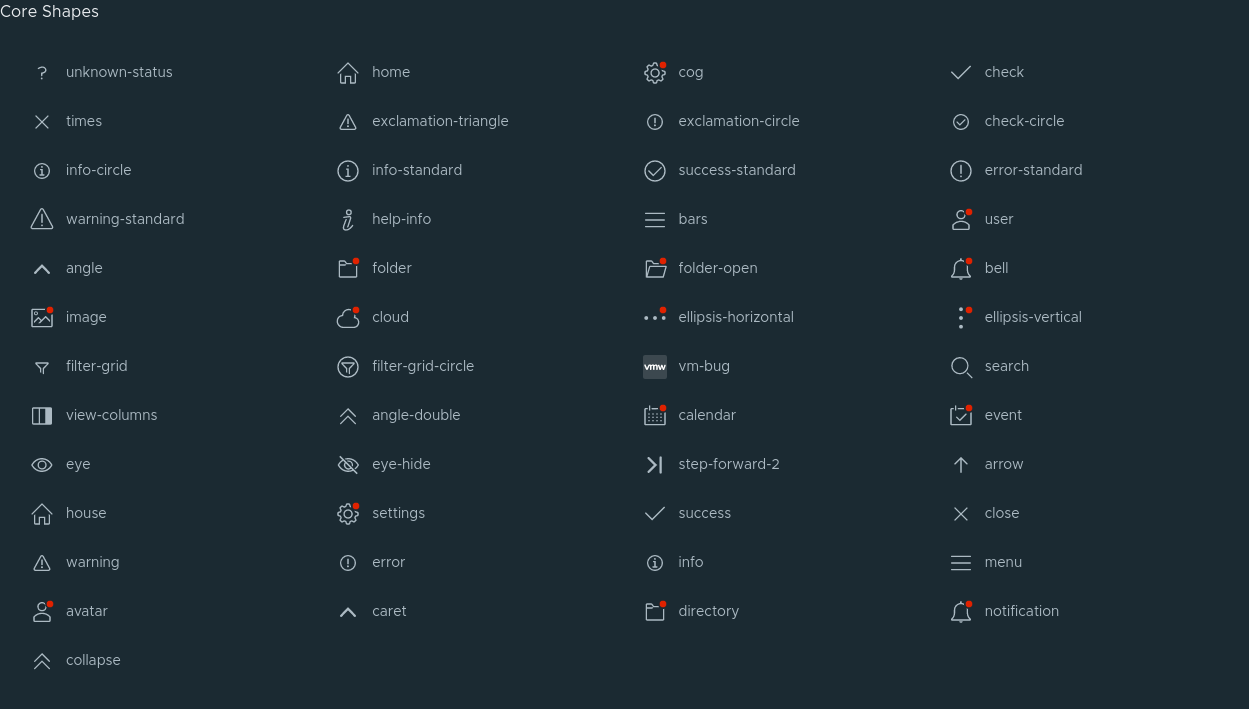 Core Shapes
unknown-status home cog check
times exclamation-triangle exclamation-circle check-circle
info-circle info-standard success-standard error-standard
warning-standard help-info bars user
angle folder folder-open bell
image cloud ellipsis-horizontal ellipsis-vertical
filter-grid filter-grid-circle vmw vm-bug search
view-columns angle-double calendar event
eye eye-hide step-forward-2 arrow
house settings success close
warning error info menu
avatar caret directory notification
collapse